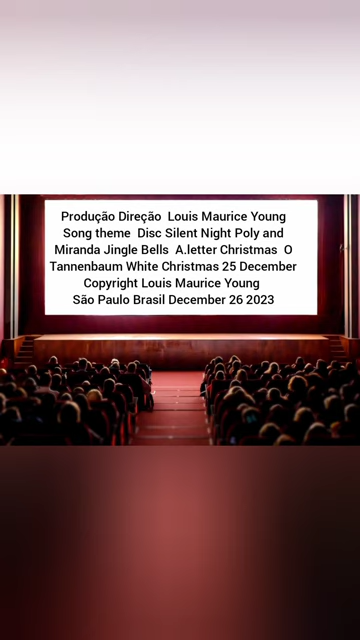 Produção Direção  Louis Maurice Young
Song theme  Disc Silent Night Poly and
Miranda Jingle Bells  A.letter Christmas  O
Tannenbaum White Christmas 25 December
Copyright Louis Maurice Young
São Paulo Brasil December 26 2023